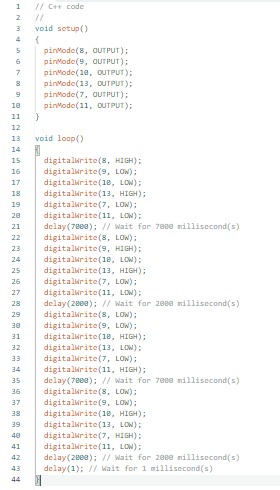 1 // C++ code
2 //
3 void setup()
4 {
5 pinMode(8, OUTPUT);
6 pinMode(9, OUTPUT);
7 pinMode(10, OUTPUT);
8 pinMode(13, OUTPUT);
9 pinMode(7, OUTPUT);
10 pinMode(11, OUTPUT);
11 }
12
13 void loop()
14 {
15 digitalWrite(8, HIGH);
16 digitalWrite(9, LOW);
17 digitalWrite(10, LOW);
18 digitalWrite(13, HIGH);
19 digitalWrite(7, LOW);
20 digitalWrite(11, LOW);
21 delay(7000); // Wait for 7000 millisecond(s)
22 digitalWrite(8, LOW);
23 digitalWrite(9, HIGH);
24 digitalWrite(10, LOW);
25 digitalWrite(13, HIGH);
26 digitalWrite(7, LOW);
27 digitalWrite(11, LOW);
28 delay(2000); // Wait for 2000 millisecond(s)
29 digitalWrite(8, LOW);
30 digitalWrite(9, LOW);
31 digitalWrite(10, HIGH);
32 digitalWrite(13, LOW);
33 digitalWrite(7, LOW);
34 digitalWrite(11, HIGH);
35 delay(7000); // Wait for 7000 millisecond(s)
36 digitalWrite(8, LOW);
37 digitalWrite(9, LOW);
38 digitalWrite(10, HIGH);
39 digitalWrite(13, LOW);
40 digitalWrite(7, HIGH);
41 digitalWrite(11, LOW);
42 delay(2000); // Wait for 2000 millisecond(s)
43 delay(1); // Wait for 1 millisecond(s)
44 }